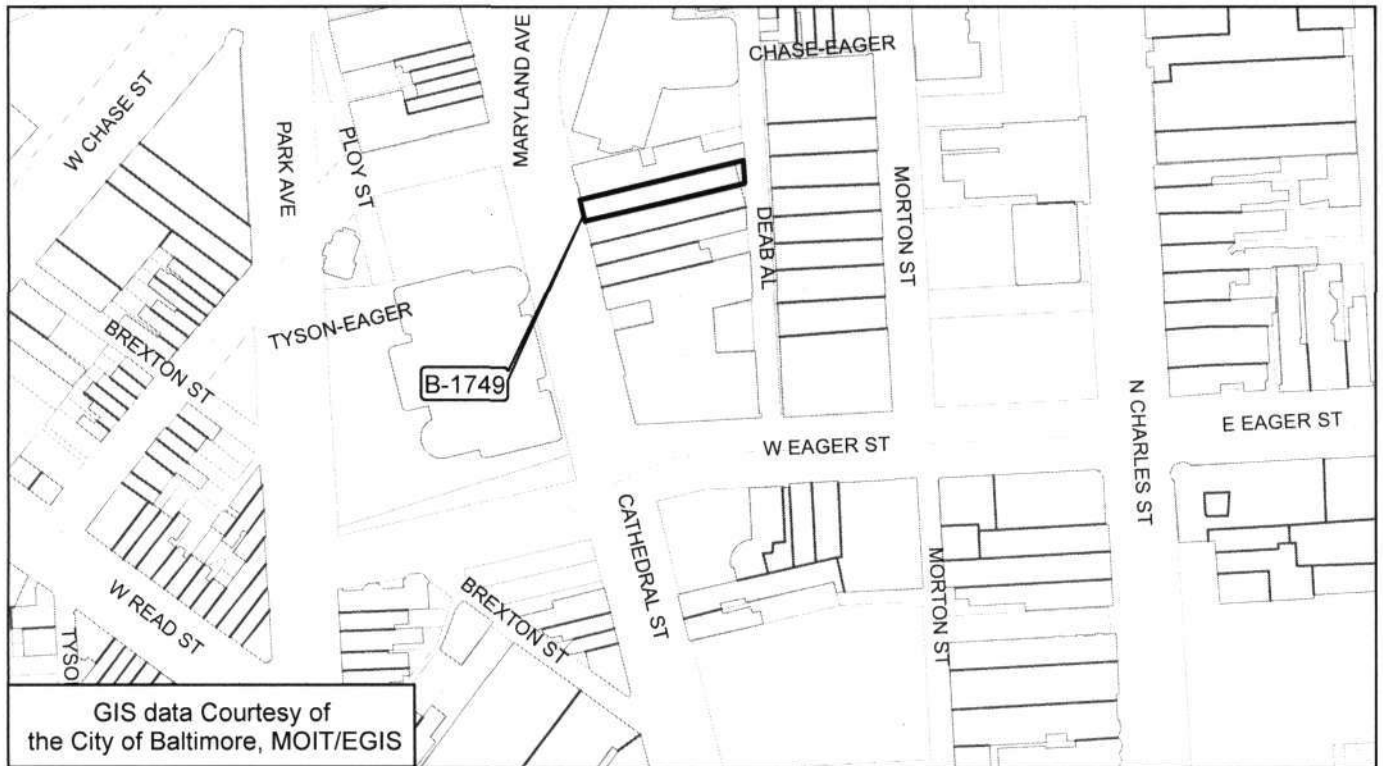 CHASE-EAGER
MARYLAND AVE
W CHASE ST
PARK AVE
PLOY ST
MORTON ST
DEAB AL
TYSON-EAGER
BREXTON ST
B-1749
N CHARLES ST
E EAGER ST
W EAGER ST
CATHEDRAL ST
MORTON ST
BREXTON ST
W READ ST
TYSO
GIS data Courtesy of
the City of Baltimore, MOIT/EGIS